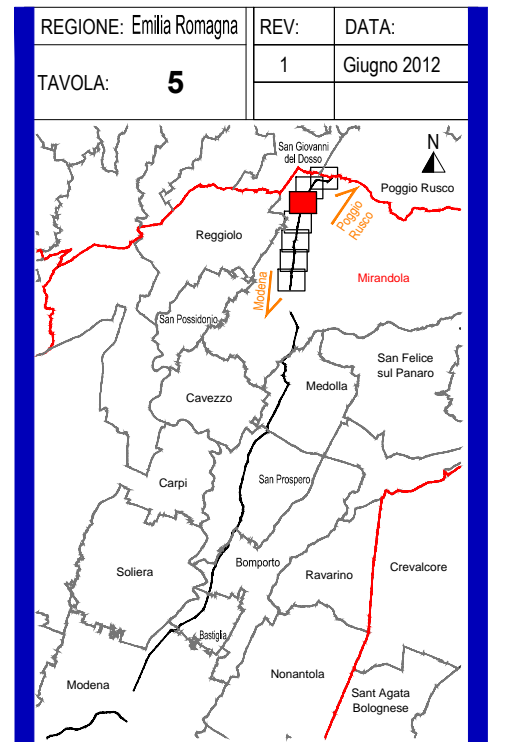 REGIONE: Emilia Romagna
REV:
DATA:
TAVOLA: 5
1
Giugno 2012
San Giovanni
del Dosso
N
Poggio Rusco
Poggio
Rusco
Reggiolo
Modena
Mirandola
San Possidonio
San Felice
sul Panaro
Medolla
Cavezzo
Carpi
San Prospero
Soliera
Bomporto
Ravarino
Crevalcore
Bastiglia
Nonantola
Modena
Sant Agata
Bolognese